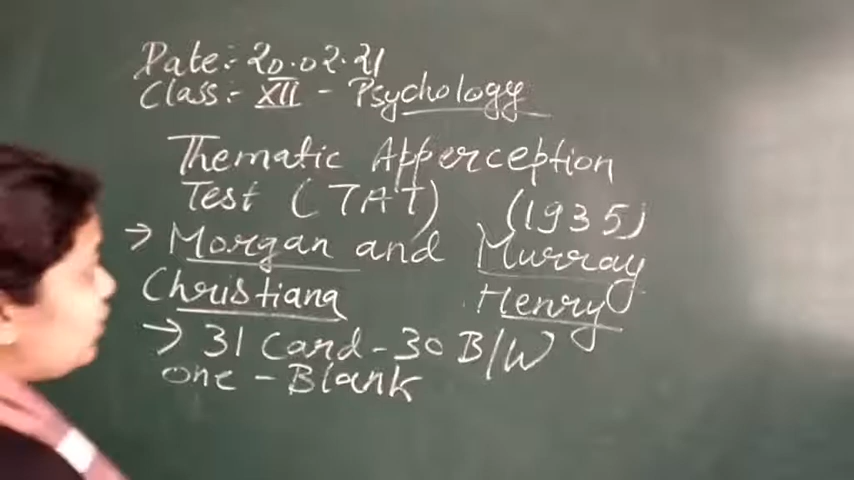 Date:- 20.02.21
Class:- XII - Psychology
Thematic Apperception
Test (TAT) (1935)
→ Morgan and Murray
Christiana Henry
→ 31 Card - 30 B/W
one - Blank